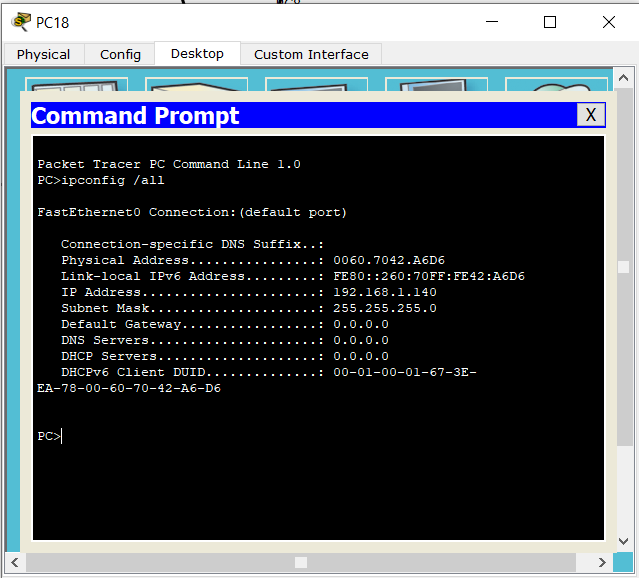 PC18
Physical Config Desktop Custom Interface
Command Prompt X
Packet Tracer PC Command Line 1.0
PC>ipconfig /all
FastEthernet0 Connection:(default port)
Connection-specific DNS Suffix..:
Physical Address................: 0060.7042.A6D6
Link-local IPv6 Address.........: FE80::260:70FF:FE42:A6D6
IP Address......................: 192.168.1.140
Subnet Mask.....................: 255.255.255.0
Default Gateway.................: 0.0.0.0
DNS Servers.....................: 0.0.0.0
DHCP Servers....................: 0.0.0.0
DHCPv6 Client DUID..............: 00-01-00-01-67-3E-
EA-78-00-60-70-42-A6-D6
PC>